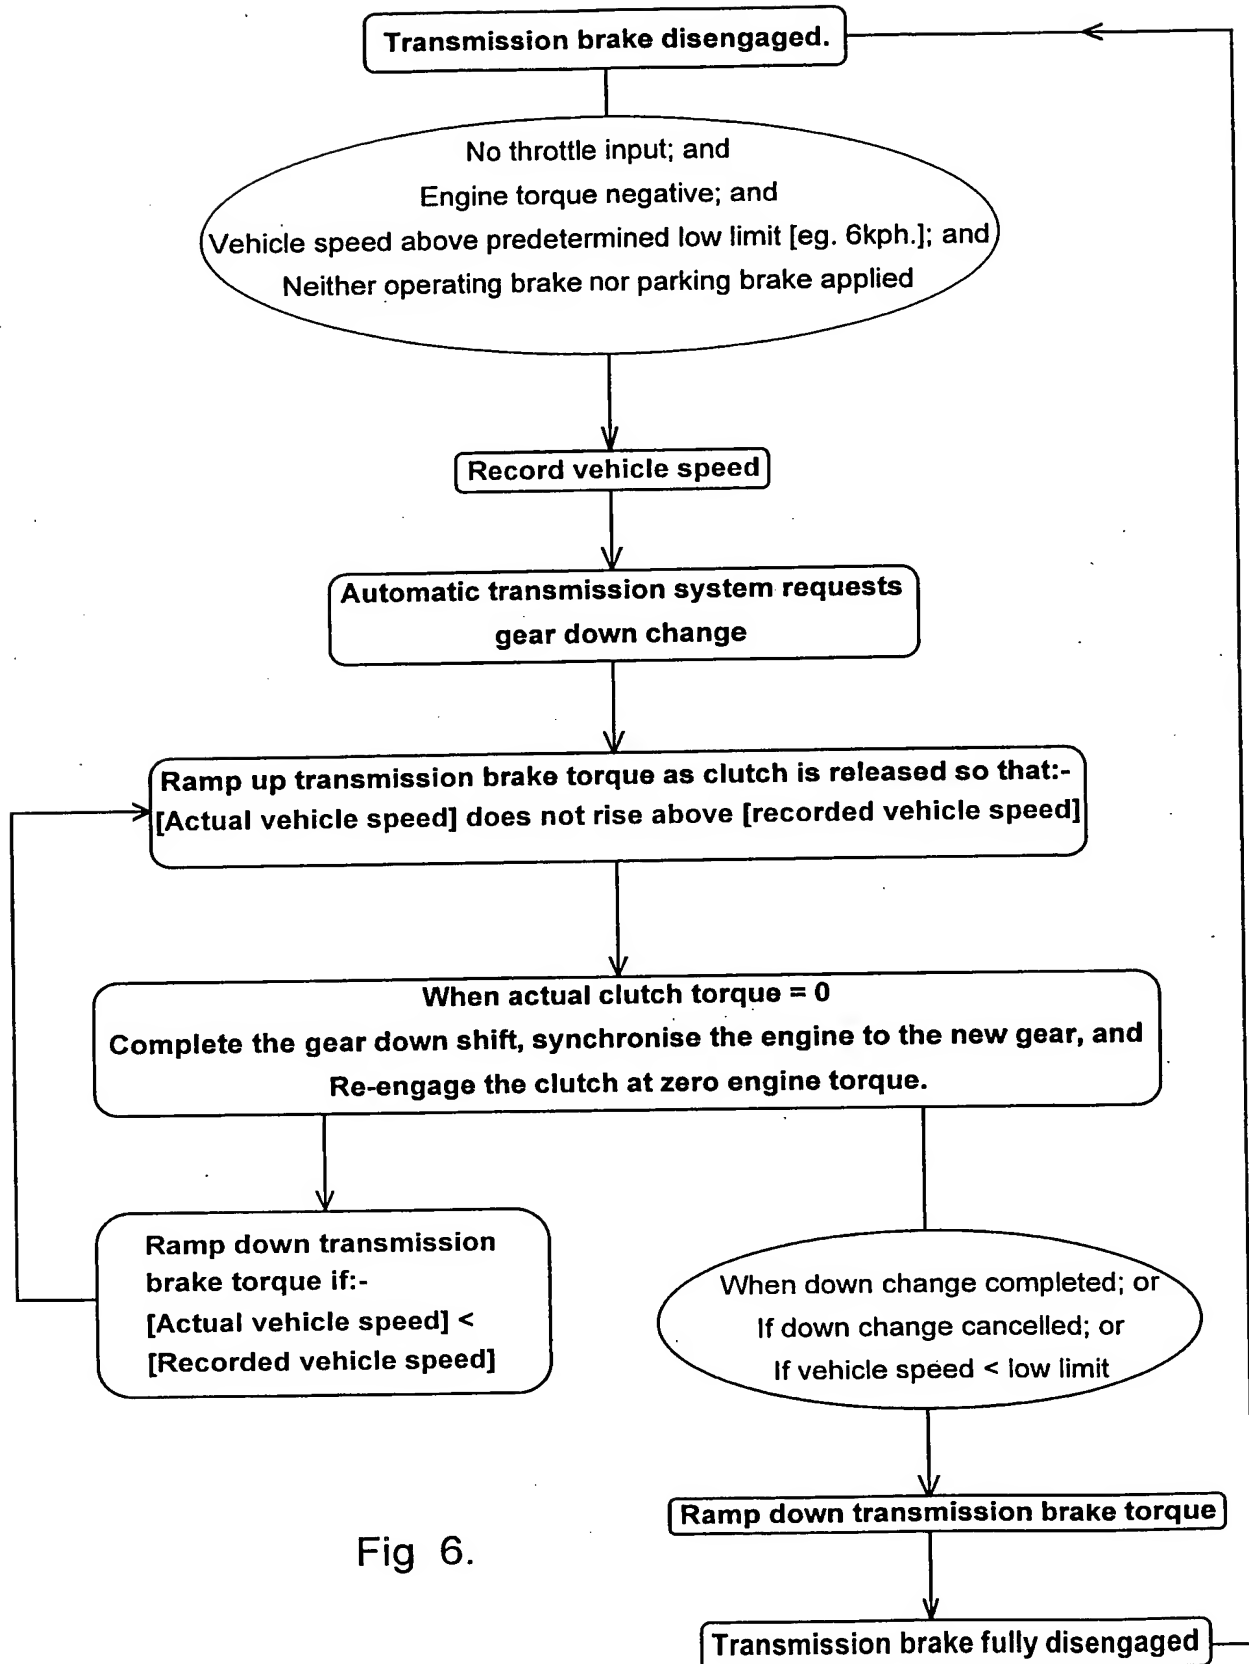 Transmission brake disengaged.
No throttle input; and
Engine torque negative; and
Vehicle speed above predetermined low limit [eg. 6kph.]; and
Neither operating brake nor parking brake applied
Record vehicle speed
Automatic transmission system requests
gear down change
Ramp up transmission brake torque as clutch is released so that:-
[Actual vehicle speed] does not rise above [recorded vehicle speed]
When actual clutch torque = 0
Complete the gear down shift, synchronise the engine to the new gear, and
Re-engage the clutch at zero engine torque.
Ramp down transmission
brake torque if:-
[Actual vehicle speed] <
[Recorded vehicle speed]
When down change completed; or
If down change cancelled; or
If vehicle speed < low limit
Ramp down transmission brake torque
Transmission brake fully disengaged
Fig 6.